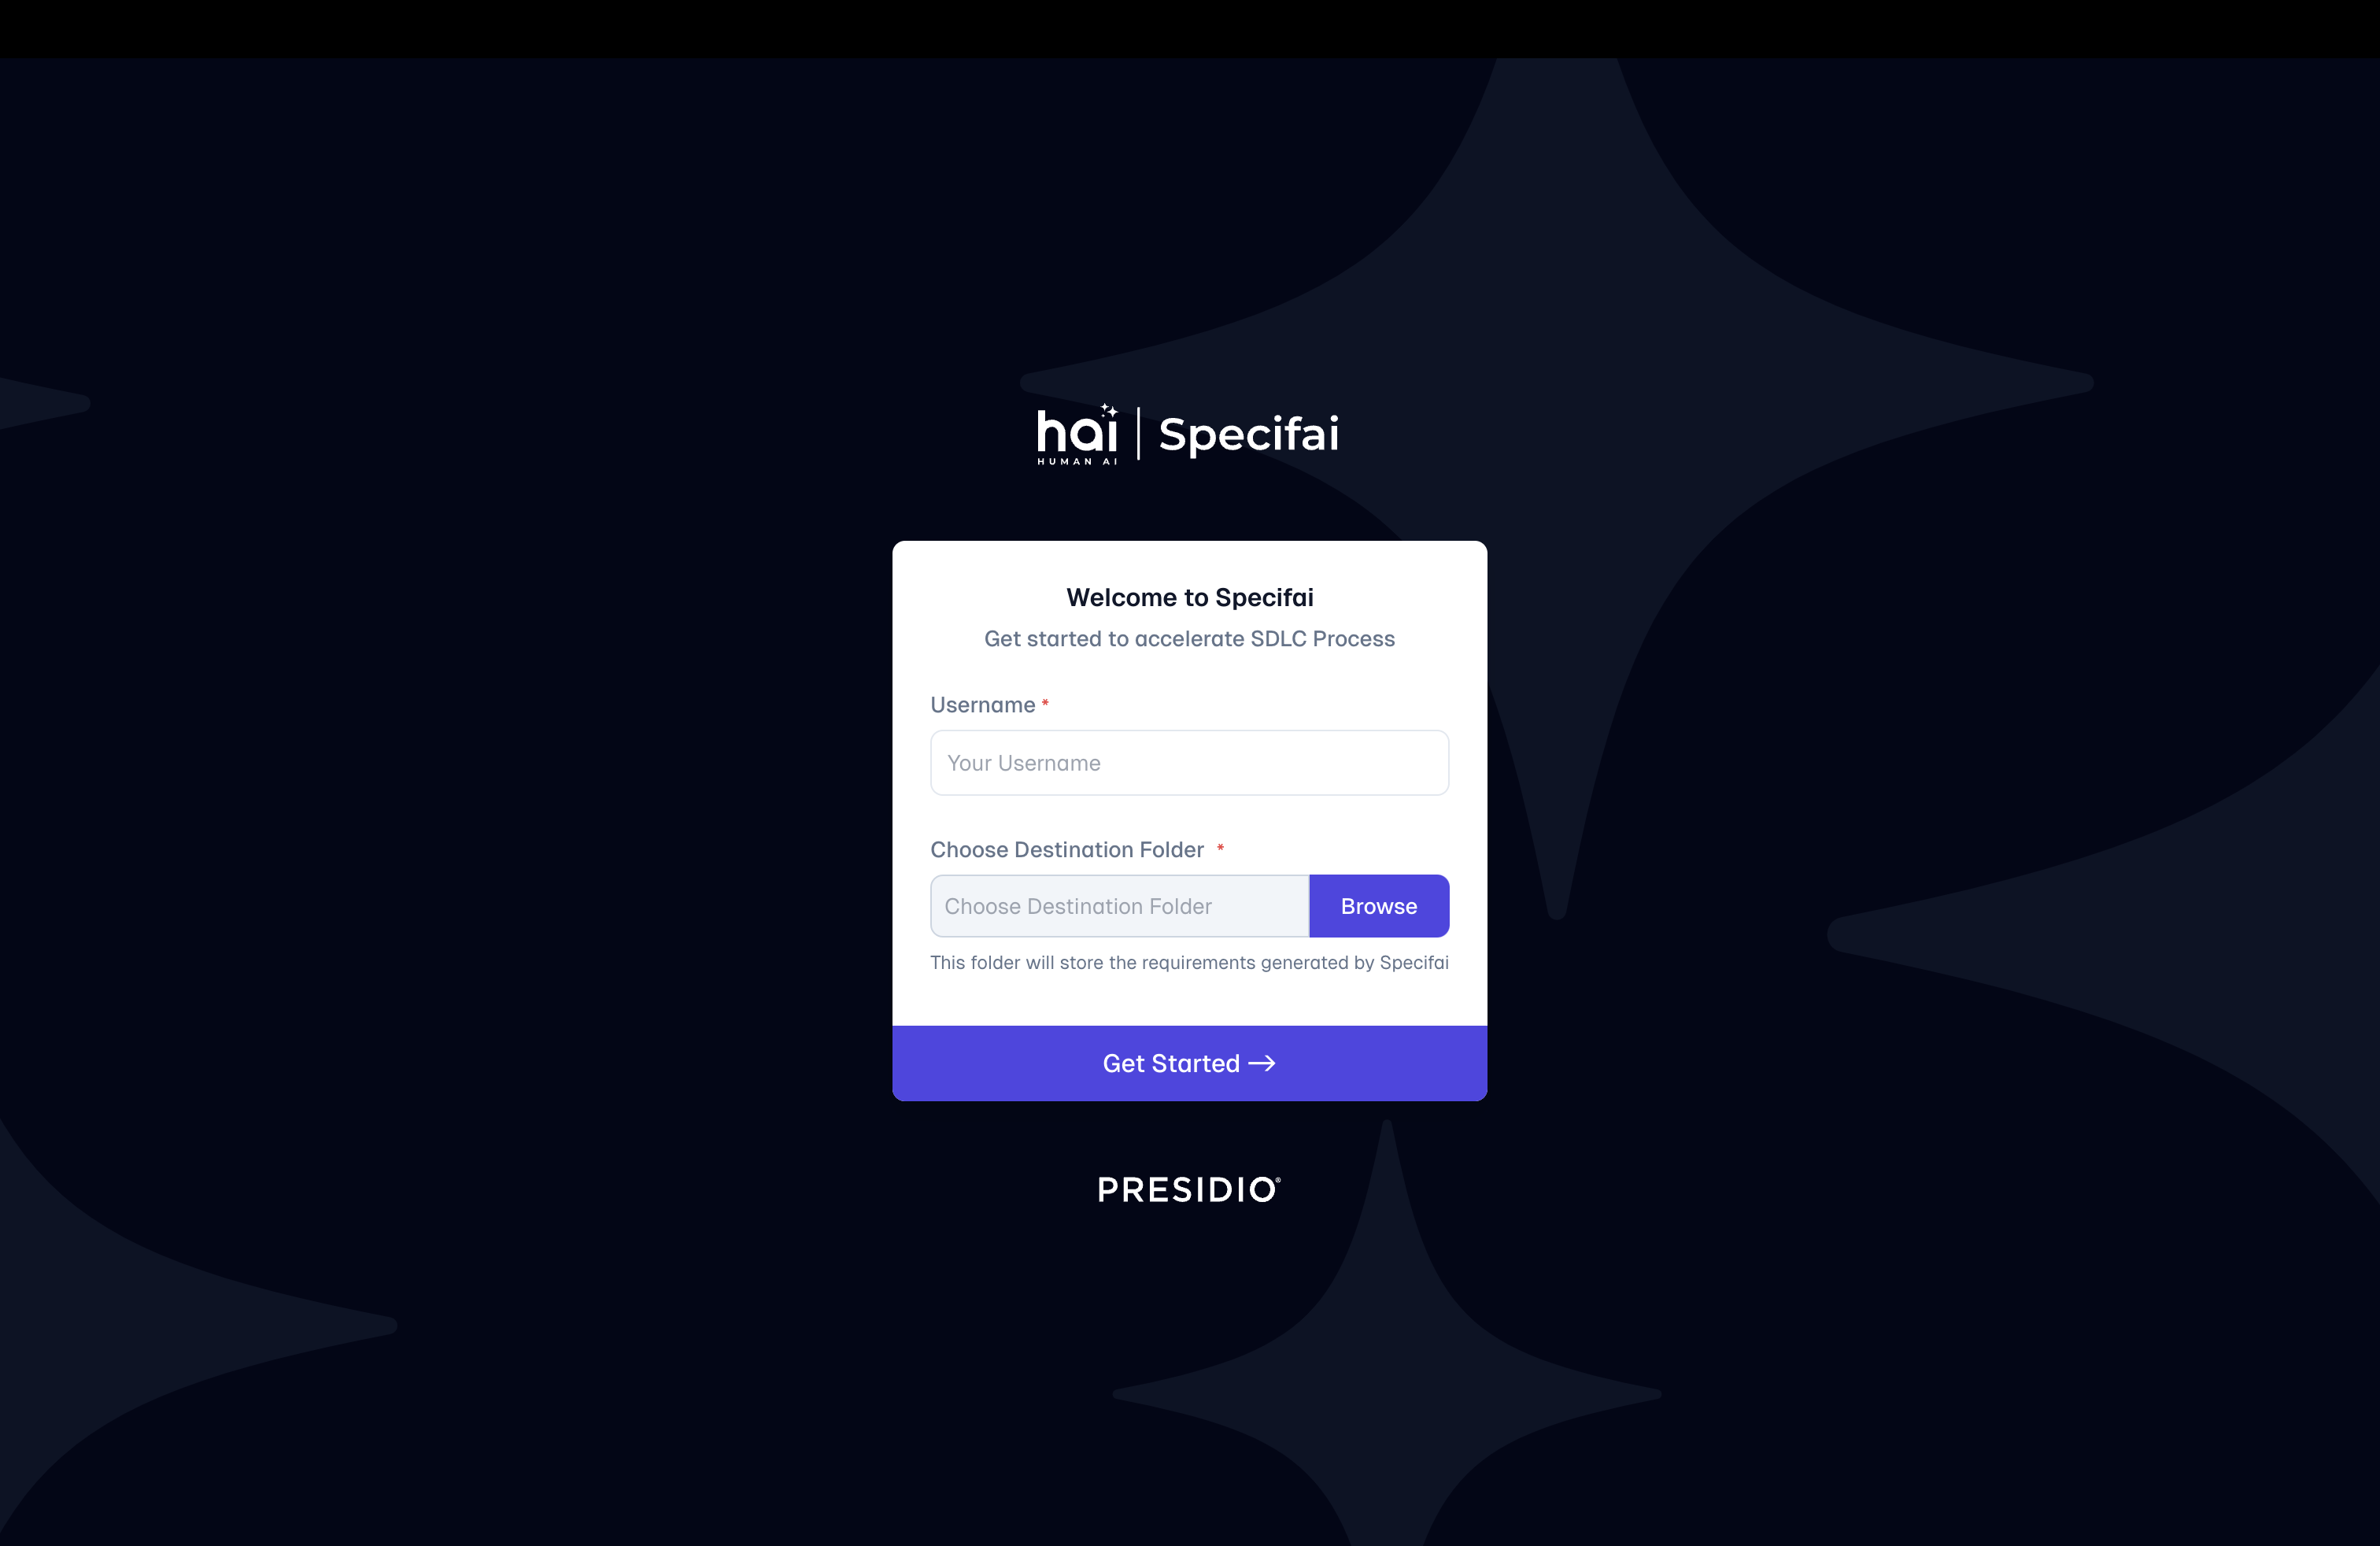 hai | Specifai
HUMAN AI
Welcome to Specifai
Get started to accelerate SDLC Process
Username *
Your Username
Choose Destination Folder *
Choose Destination Folder
Browse
This folder will store the requirements generated by Specifai
Get Started →
PRESIDIO®